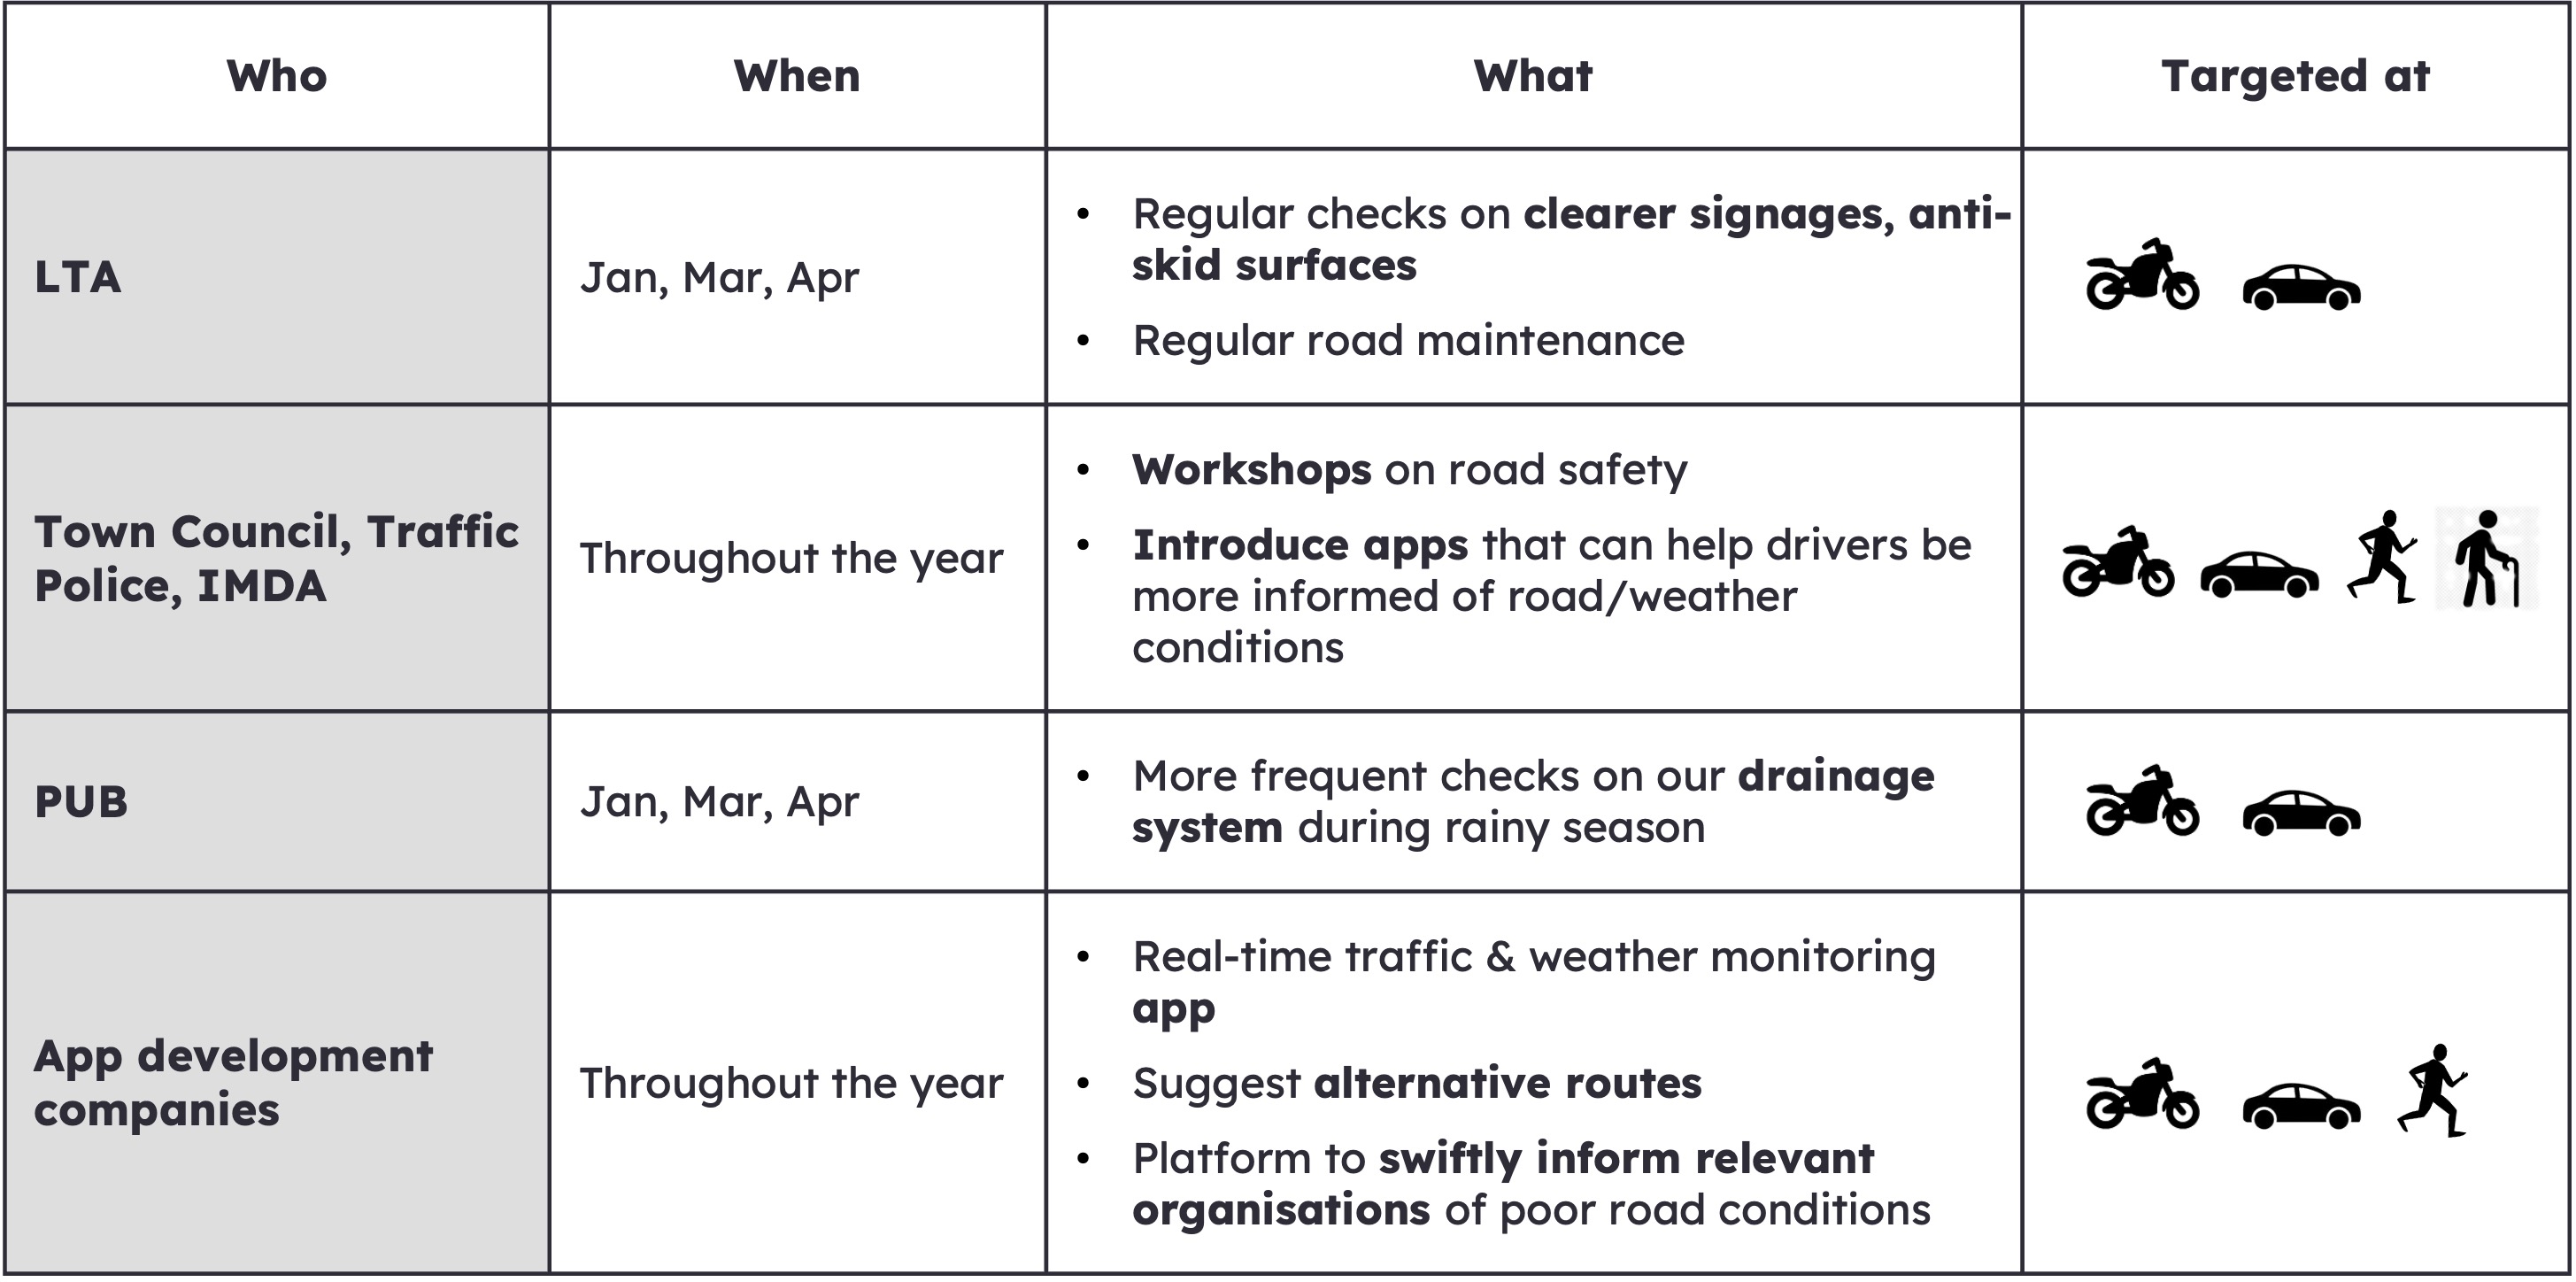 Who
When
What
Targeted at
LTA
Jan, Mar, Apr
• Regular checks on clearer signages, anti-
skid surfaces
• Regular road maintenance
Town Council, Traffic
Police, IMDA
Throughout the year
• Workshops on road safety
• Introduce apps that can help drivers be
more informed of road/weather
conditions
PUB
Jan, Mar, Apr
• More frequent checks on our drainage
system during rainy season
App development
companies
Throughout the year
• Real-time traffic & weather monitoring
app
• Suggest alternative routes
• Platform to swiftly inform relevant
organisations of poor road conditions